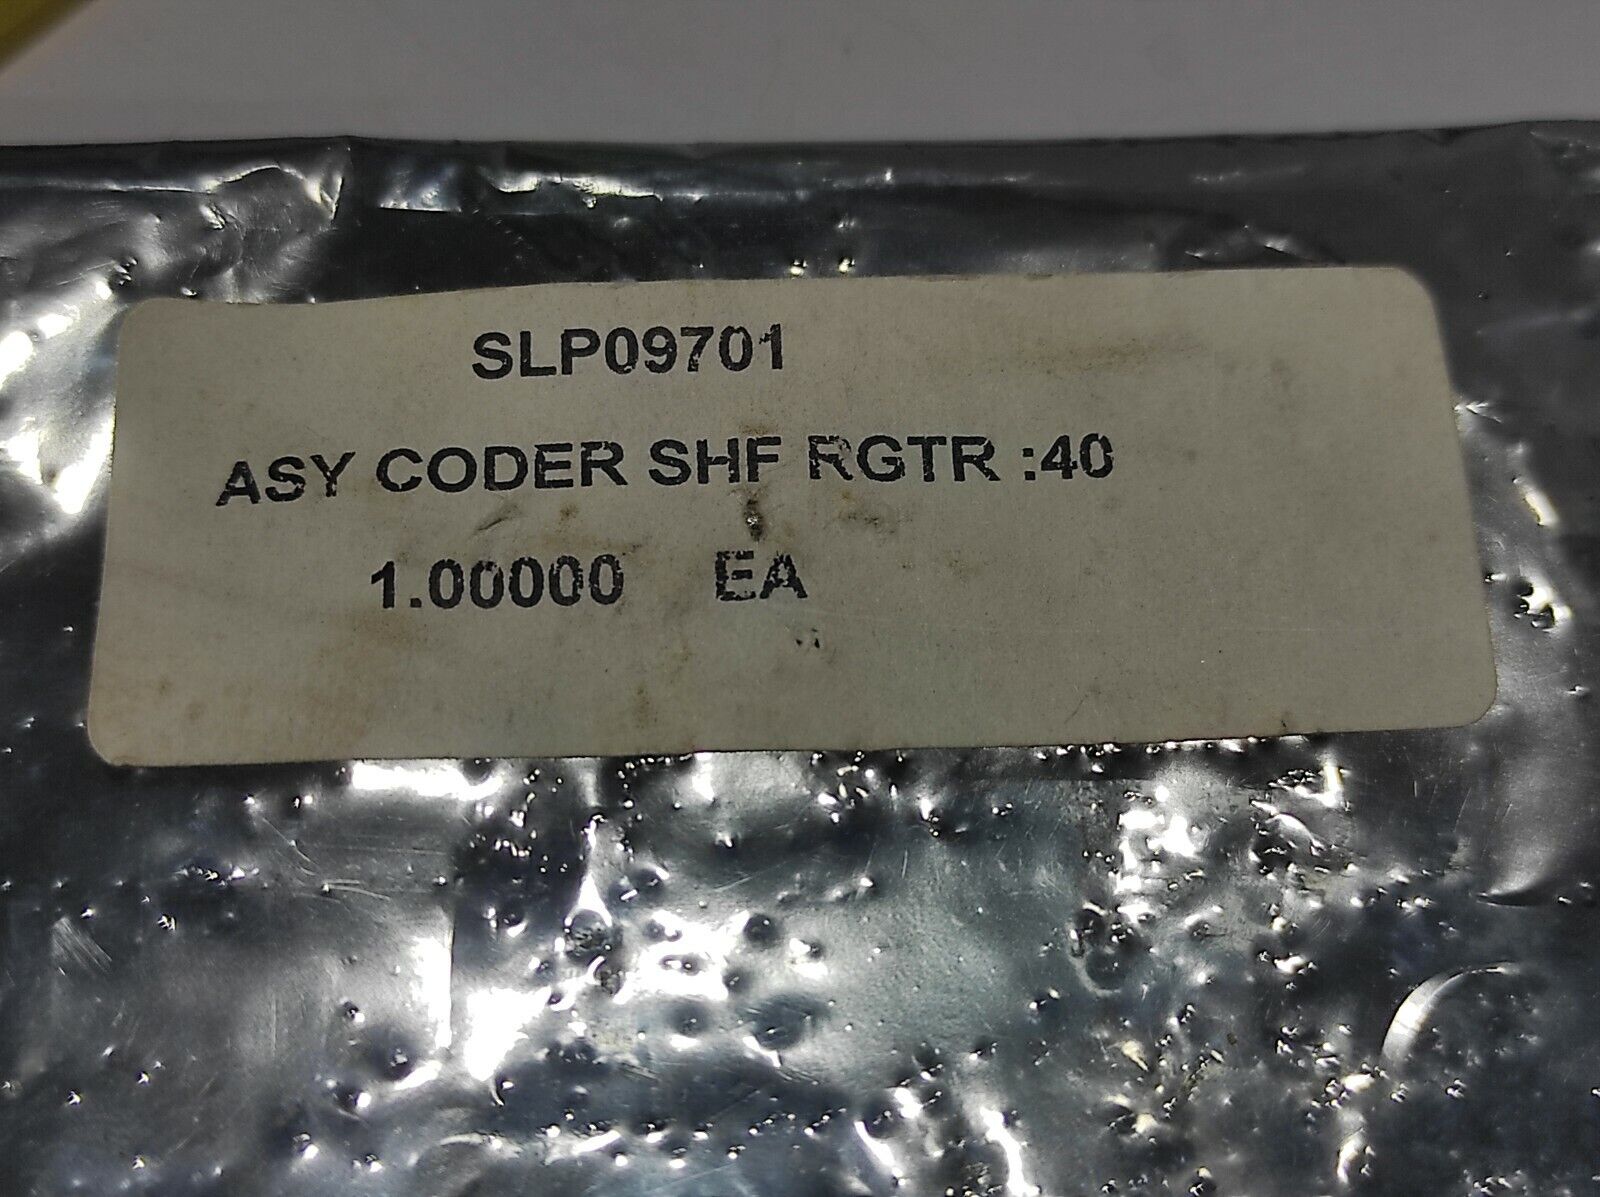 SLP09701
ASY CODER SHF RGTR :40
1.00000 EA